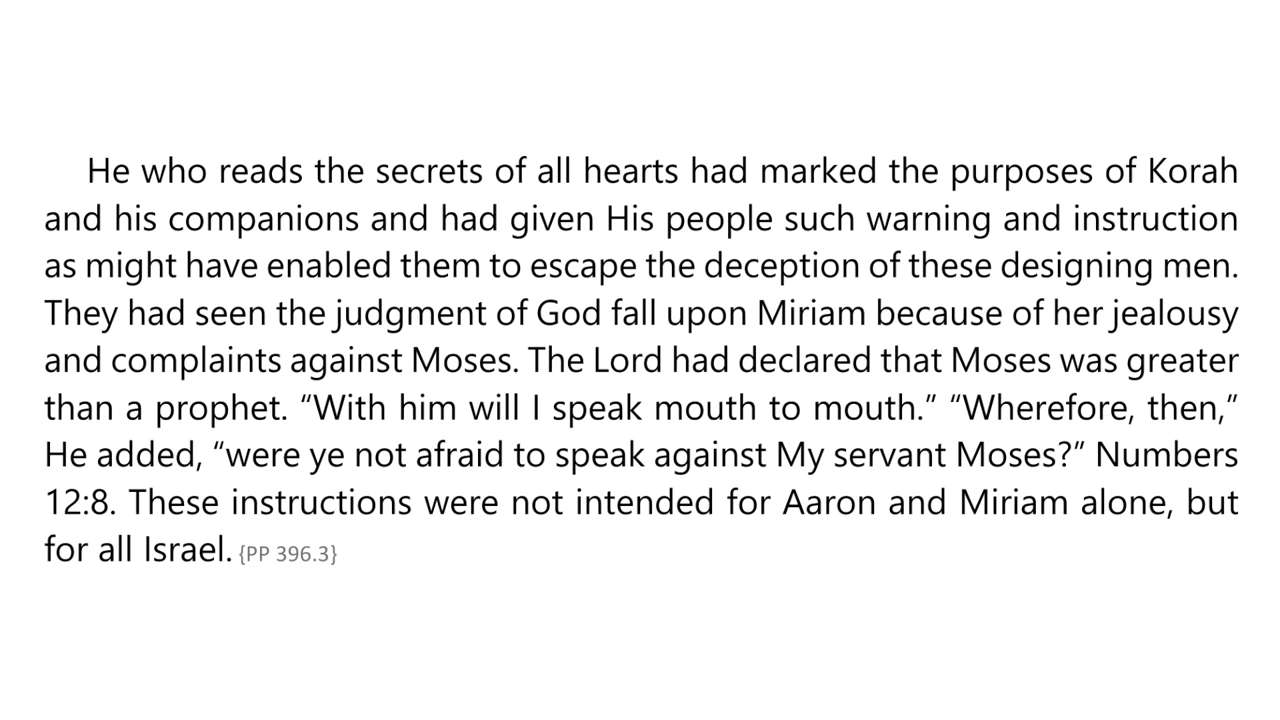 He who reads the secrets of all hearts had marked the purposes of Korah
and his companions and had given His people such warning and instruction
as might have enabled them to escape the deception of these designing men.
They had seen the judgment of God fall upon Miriam because of her jealousy
and complaints against Moses. The Lord had declared that Moses was greater
than a prophet. “With him will I speak mouth to mouth.” “Wherefore, then,”
He added, “were ye not afraid to speak against My servant Moses?” Numbers
12:8. These instructions were not intended for Aaron and Miriam alone, but
for all Israel. {PP 396.3}